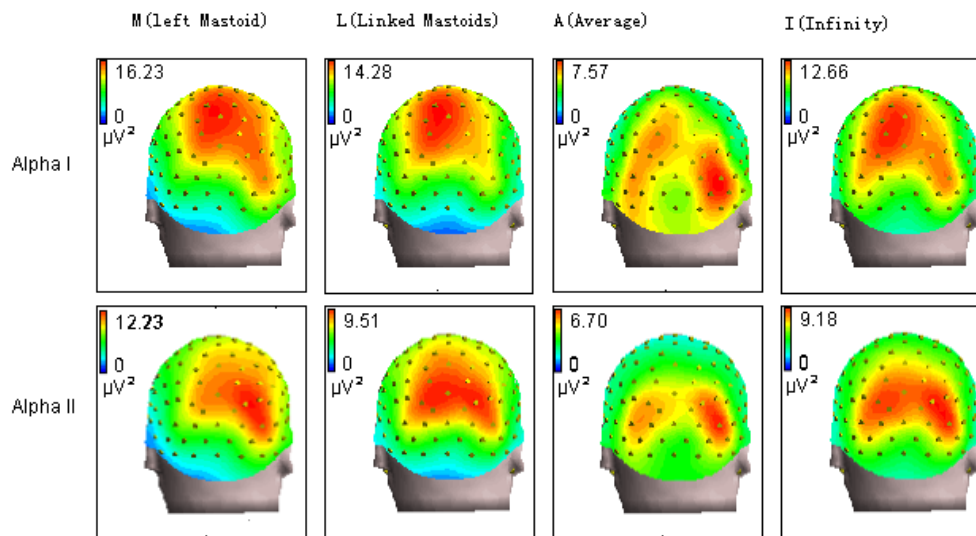 M(left Mastoid) L(Linked Mastoids) A(Average) I(Infinity)
16.23 14.28 7.57 12.66
0 0 0 0
μV² μV² μV² μV²
Alpha I
12.23 9.51 6.70 9.18
0 0 0 0
μV² μV² μV² μV²
Alpha II